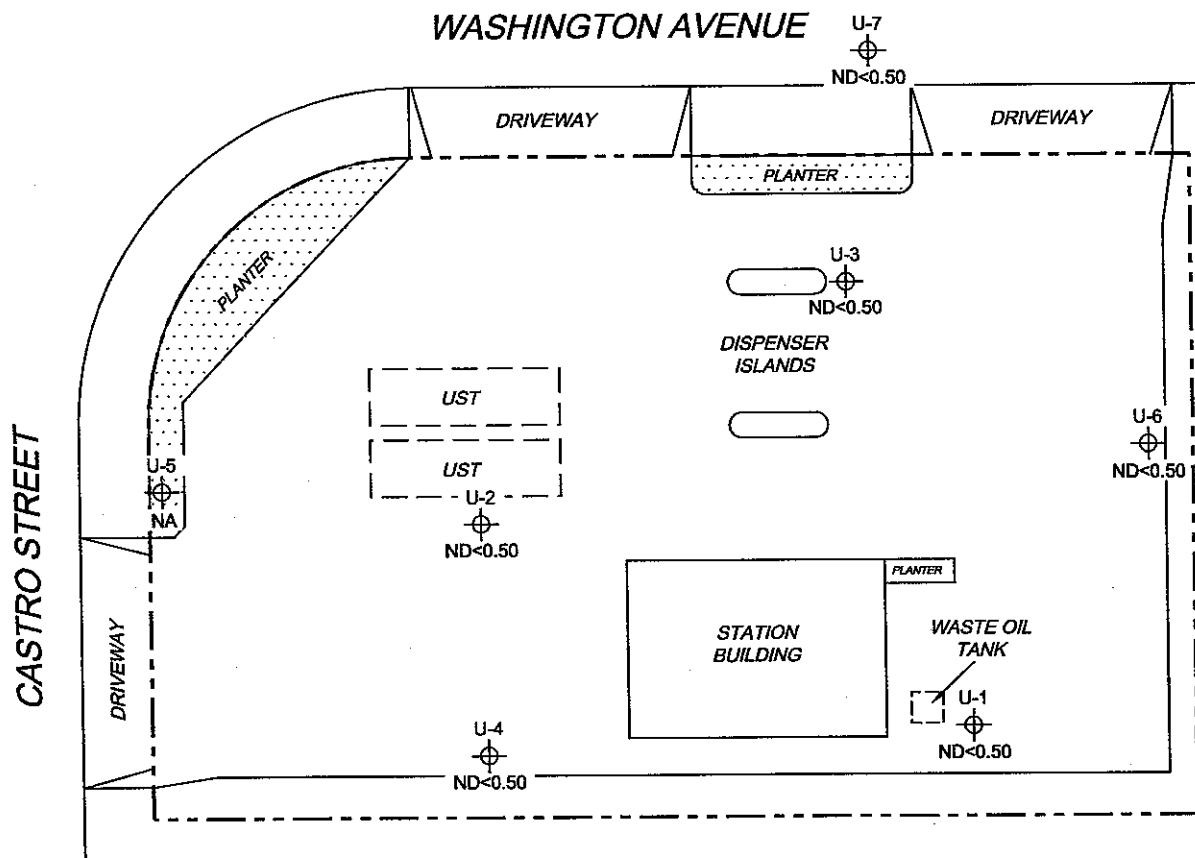 WASHINGTON AVENUE
U-7
ND<0.50
DRIVEWAY
DRIVEWAY
PLANTER
PLANTER
U-3
ND<0.50
DISPENSER
ISLANDS
UST
UST
U-6
ND<0.50
U-5
NA
U-2
ND<0.50
CASTRO STREET
DRIVEWAY
PLANTER
STATION
BUILDING
WASTE OIL
TANK
U-1
ND<0.50
U-4
ND<0.50